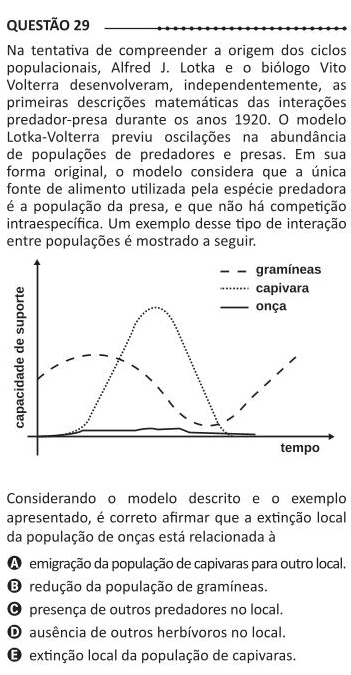 QUESTÃO 29
Na tentativa de compreender a origem dos ciclos
populacionais, Alfred J. Lotka e o biólogo Vito
Volterra desenvolveram, independentemente, as
primeiras descrições matemáticas das interações
predador-presa durante os anos 1920. O modelo
Lotka-Volterra previu oscilações na abundância
de populações de predadores e presas. Em sua
forma original, o modelo considera que a única
fonte de alimento utilizada pela espécie predadora
é a população da presa, e que não há competição
intraespecífica. Um exemplo desse tipo de interação
entre populações é mostrado a seguir.
gramíneas
capivara
onça
capacidade de suporte
tempo
Considerando o modelo descrito e o exemplo
apresentado, é correto afirmar que a extinção local
da população de onças está relacionada à
A emigração da população de capivaras para outro local.
B redução da população de gramíneas.
C presença de outros predadores no local.
D ausência de outros herbívoros no local.
E extinção local da população de capivaras.